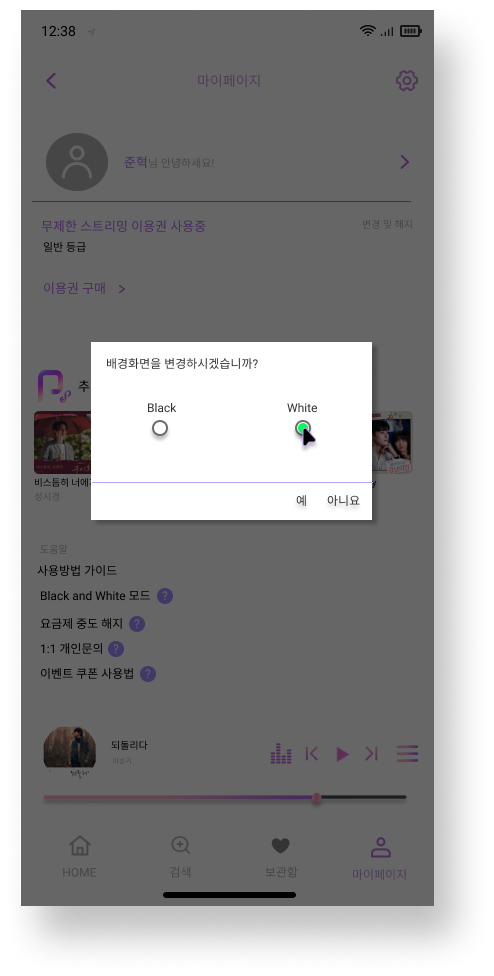 12:38
마이페이지
준혁님 안녕하세요!
무제한 스트리밍 이용권 사용중
변경 및 해지
일반 등급
이용권 구매 >
추
배경화면을 변경하시겠습니까?
Black
White
예
아니요
비스듬히 너에
성시경
도움말
사용방법 가이드
Black and White 모드 ?
요금제 중도 해지 ?
1:1 개인문의 ?
이벤트 쿠폰 사용법 ?
되돌리다
이승기
HOME
검색
보관함
마이페이지